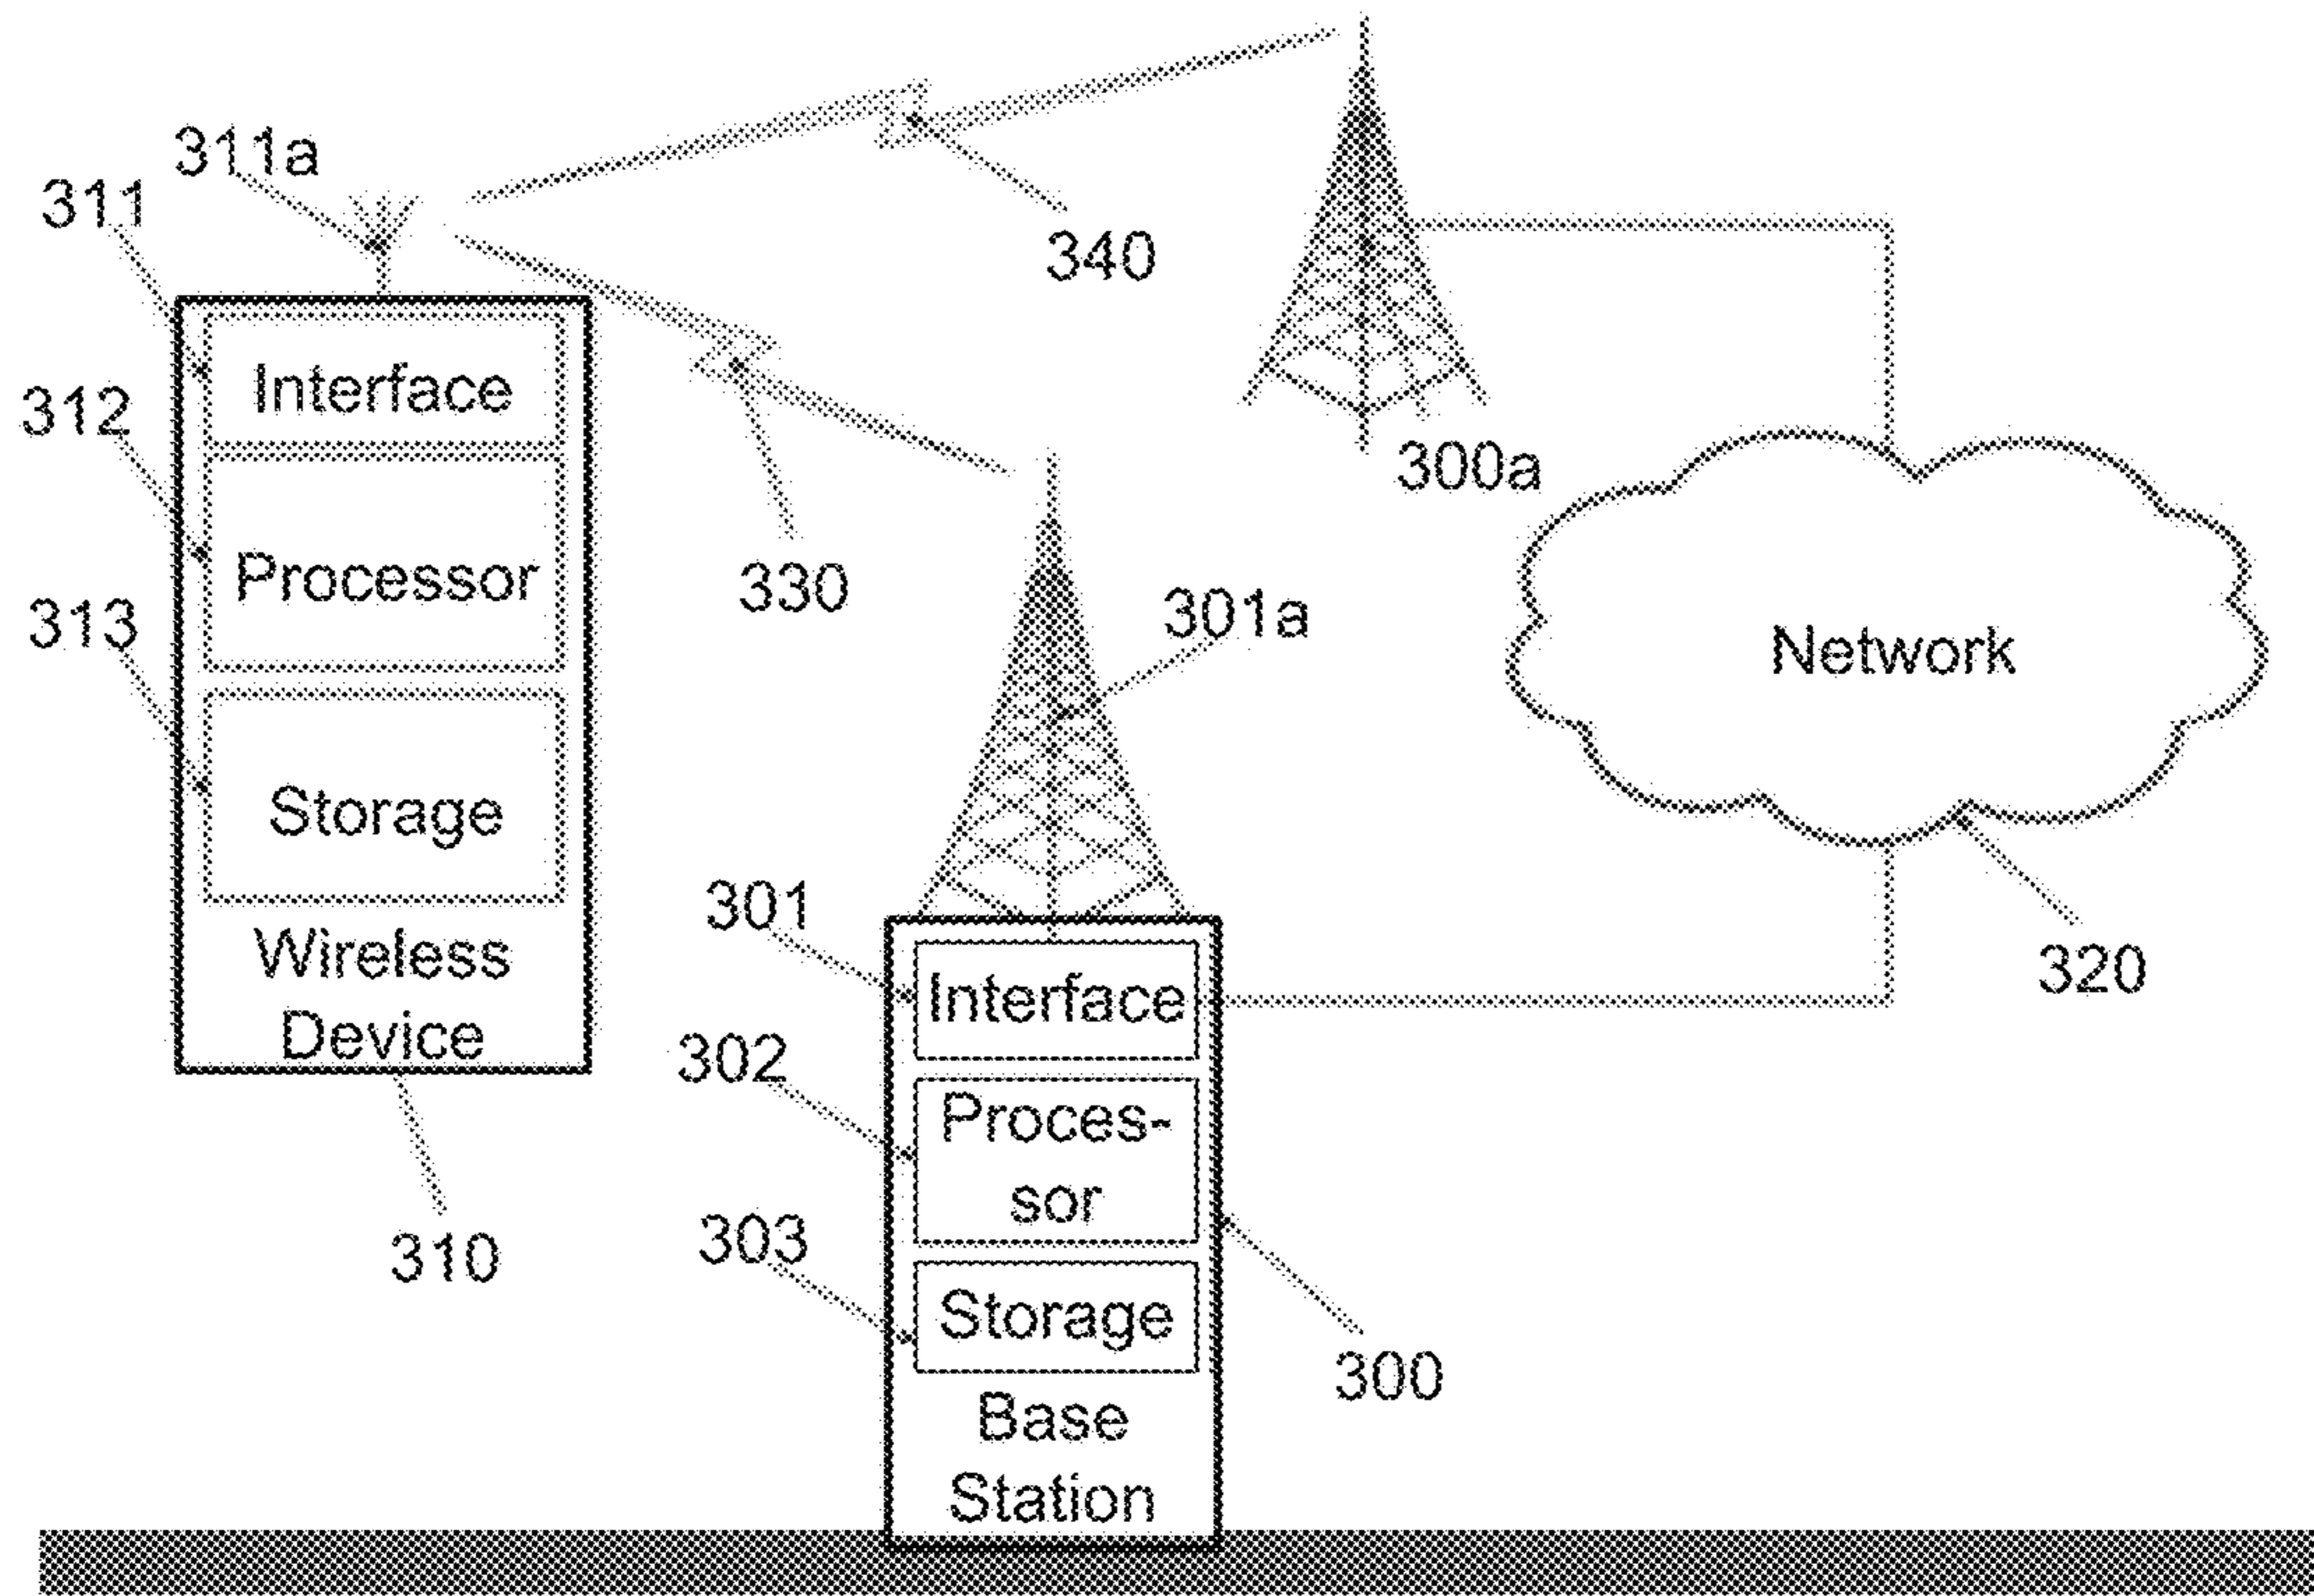 311a
311
340
Interface
312
300a
Processor
330
313
301a
Network
Storage
301
Wireless
Device
320
Interface
302
Proces-
sor
310
303
Storage
300
Base
Station